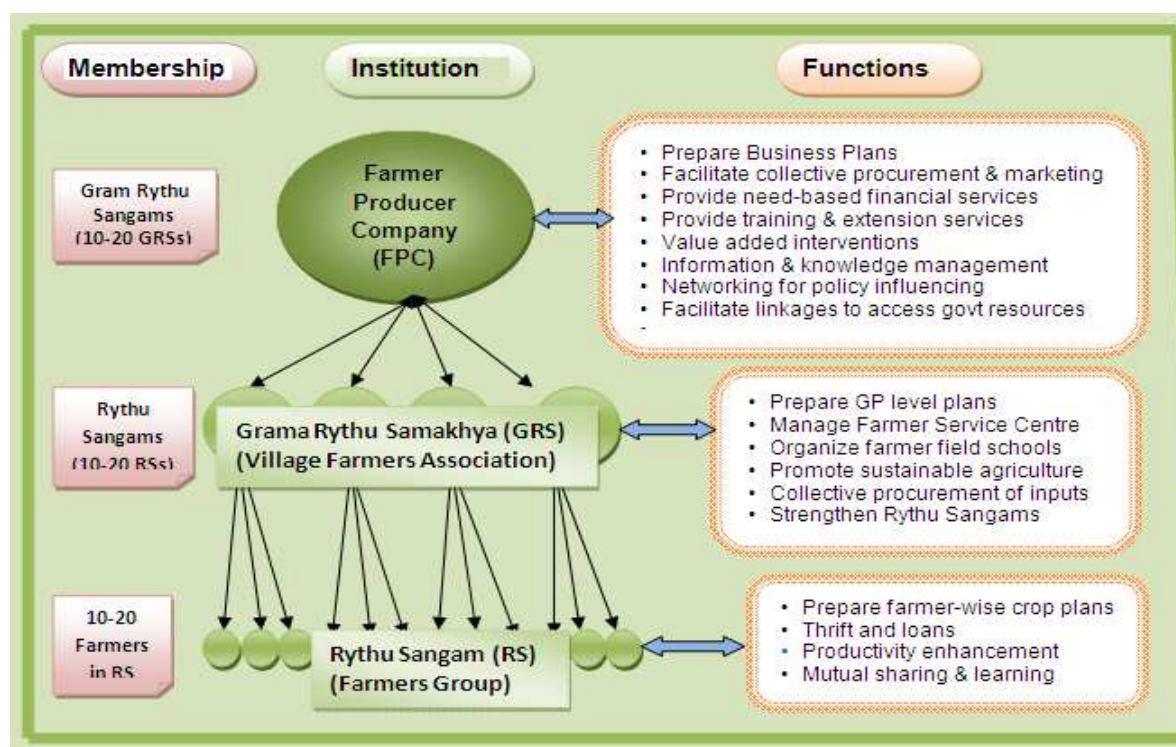 Membership
Institution
Functions
Gram Rythu
Sangams
(10-20 GRSs)
Farmer
Producer
Company
(FPC)
• Prepare Business Plans
• Facilitate collective procurement & marketing
• Provide need-based financial services
• Provide training & extension services
• Value added interventions
• Information & knowledge management
• Networking for policy influencing
• Facilitate linkages to access govt resources
Rythu
Sangams
(10-20 RSs)
Grama Rythu Samakhya (GRS)
(Village Farmers Association)
• Prepare GP level plans
• Manage Farmer Service Centre
• Organize farmer field schools
• Promote sustainable agriculture
• Collective procurement of inputs
• Strengthen Rythu Sangams
10-20
Farmers
in RS
Rythu Sangam (RS)
(Farmers Group)
• Prepare farmer-wise crop plans
• Thrift and loans
• Productivity enhancement
• Mutual sharing & learning